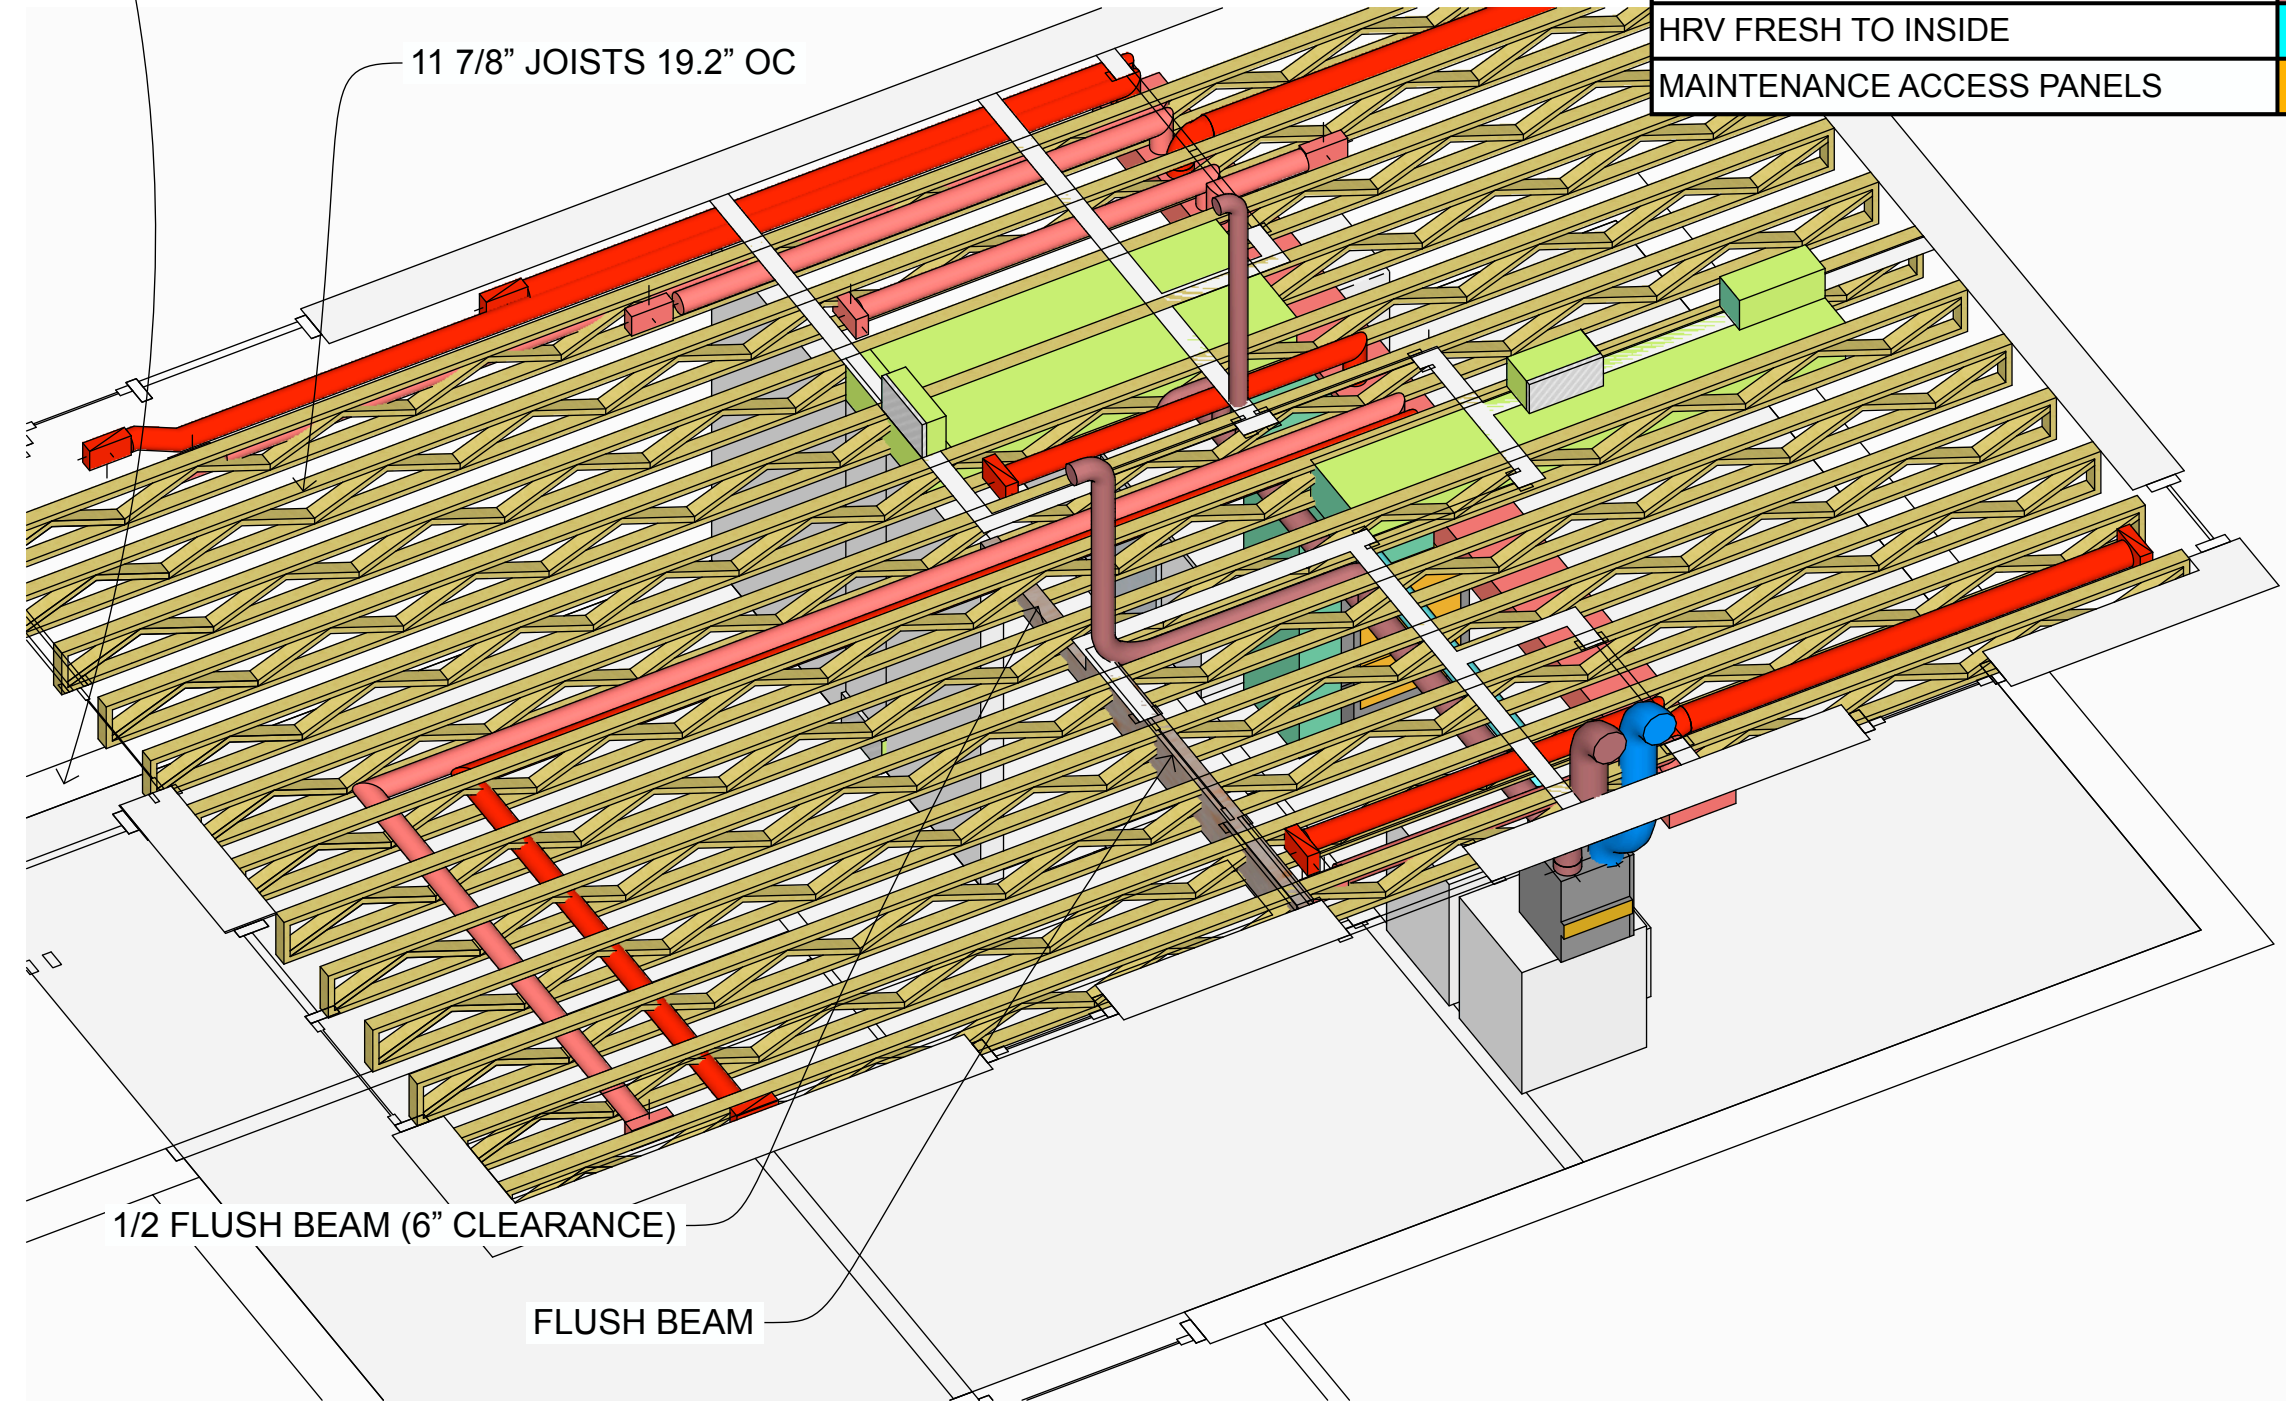 HRV FRESH TO INSIDE
11 7/8” JOISTS 19.2” OC
MAINTENANCE ACCESS PANELS
1/2 FLUSH BEAM (6” CLEARANCE)
FLUSH BEAM